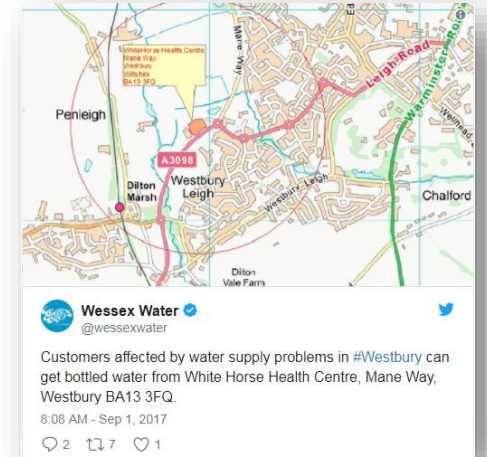 Mane Way
WhiteHorse Health Centre
Mane Way
Westbury
Wiltshire
BA13 3FQ
Leigh Road
Warminster Road
Penleigh
A3098
Dilton
Marsh
Westbury
Leigh
Westbury Leigh
Chalford
Dilton
Vale Farm
Wessex Water
@wessexwater
Customers affected by water supply problems in #Westbury can
get bottled water from White Horse Health Centre, Mane Way,
Westbury BA13 3FQ.
8:08 AM - Sep 1, 2017
2 7 1